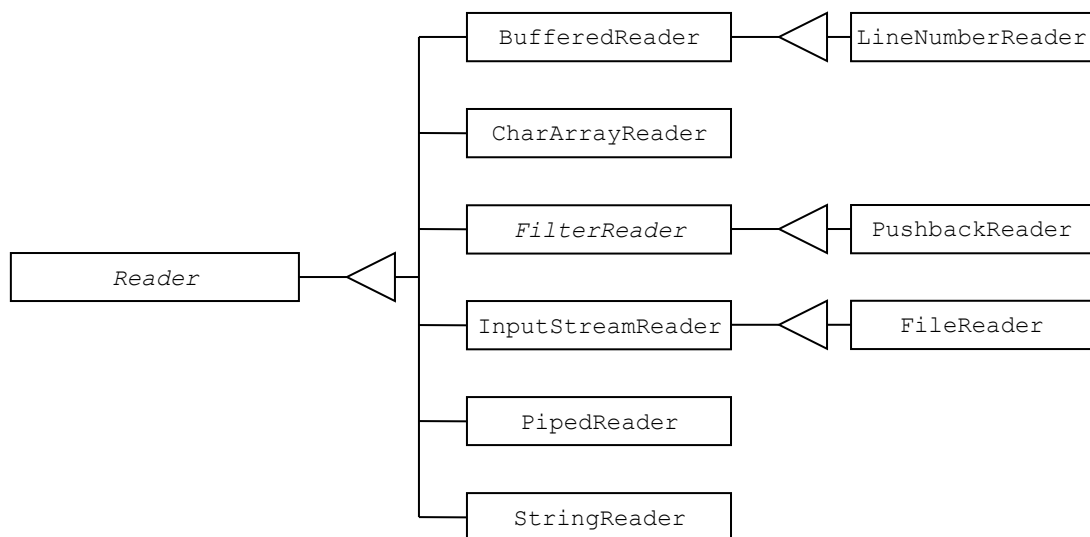 BufferedReader
LineNumberReader
CharArrayReader
FilterReader
PushbackReader
Reader
InputStreamReader
FileReader
PipedReader
StringReader